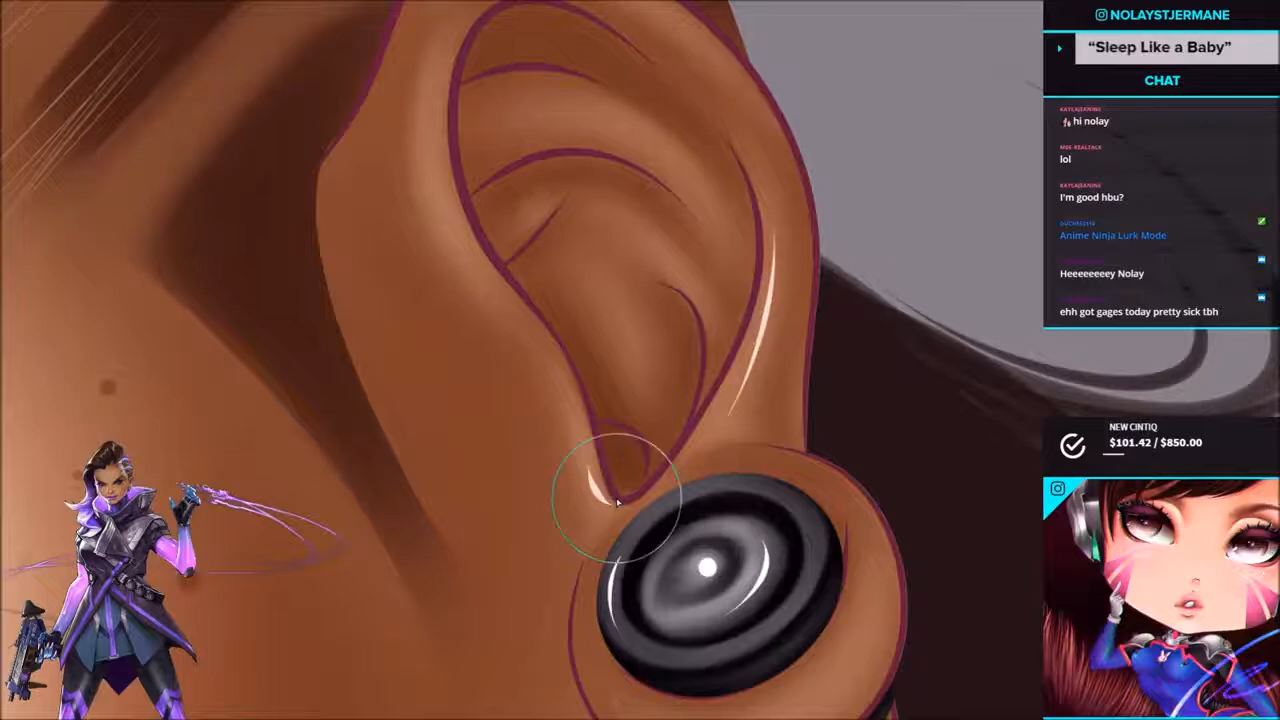 NOLAYSTJERMANE
“Sleep Like a Baby”
CHAT
hi nolay
lol
I'm good hbu?
Anime Ninja Lurk Mode
Heeeeeeeey Nolay
ehh got gages today pretty sick tbh
NEW CINTIQ
$101.42 / $850.00